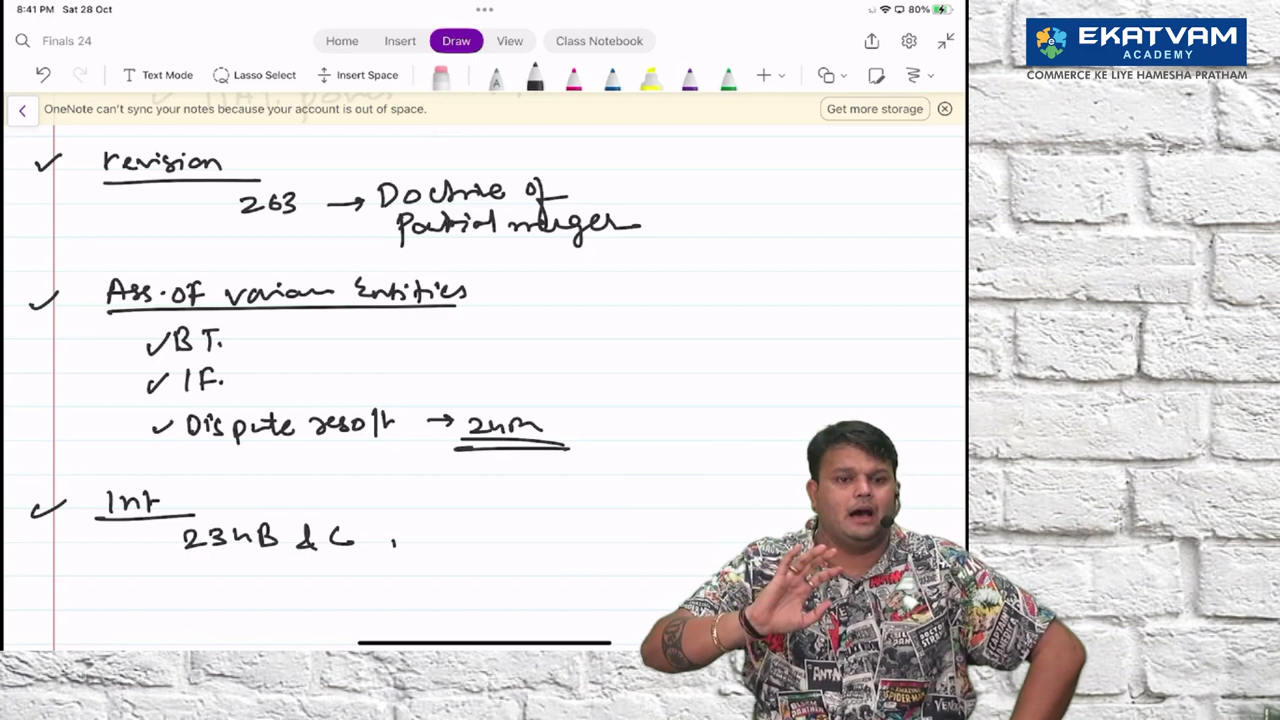 8:41 PM Sat 28 Oct
80%
Finals 24
Home Insert Draw View Class Notebook
Text Mode Lasso Select Insert Space
OneNote can't sync your notes because your account is out of space.
Get more storage
EKATVAM
ACADEMY
COMMERCE KE LIYE HAMESHA PRATHAM
revision
263 → Doctrine of
Partial merger
Ass. of various Entities
BT.
IF.
Dispute resolt →
Int
234B & C